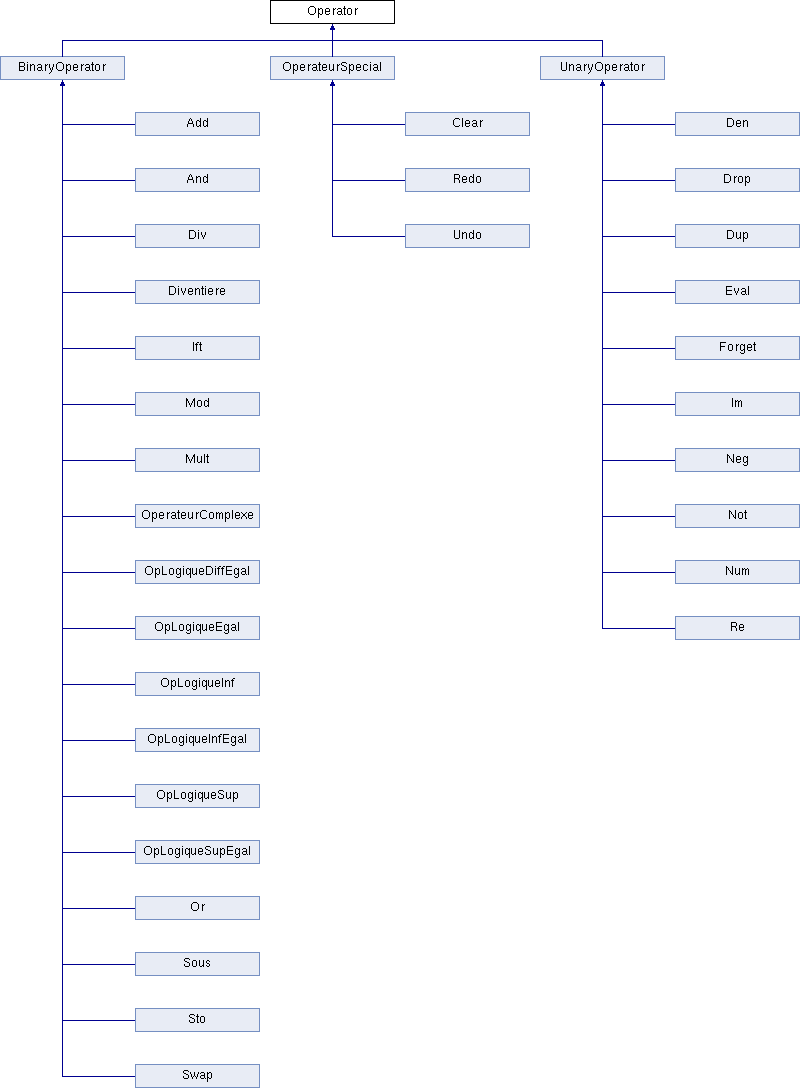 Operator
BinaryOperator
OperateurSpecial
UnaryOperator
Add
Clear
Den
And
Redo
Drop
Div
Undo
Dup
Diventiere
Eval
Ift
Forget
Mod
Im
Mult
Neg
OperateurComplexe
Not
OpLogiqueDiffEgal
Num
OpLogiqueEgal
Re
OpLogiqueInf
OpLogiqueInfEgal
OpLogiqueSup
OpLogiqueSupEgal
Or
Sous
Sto
Swap